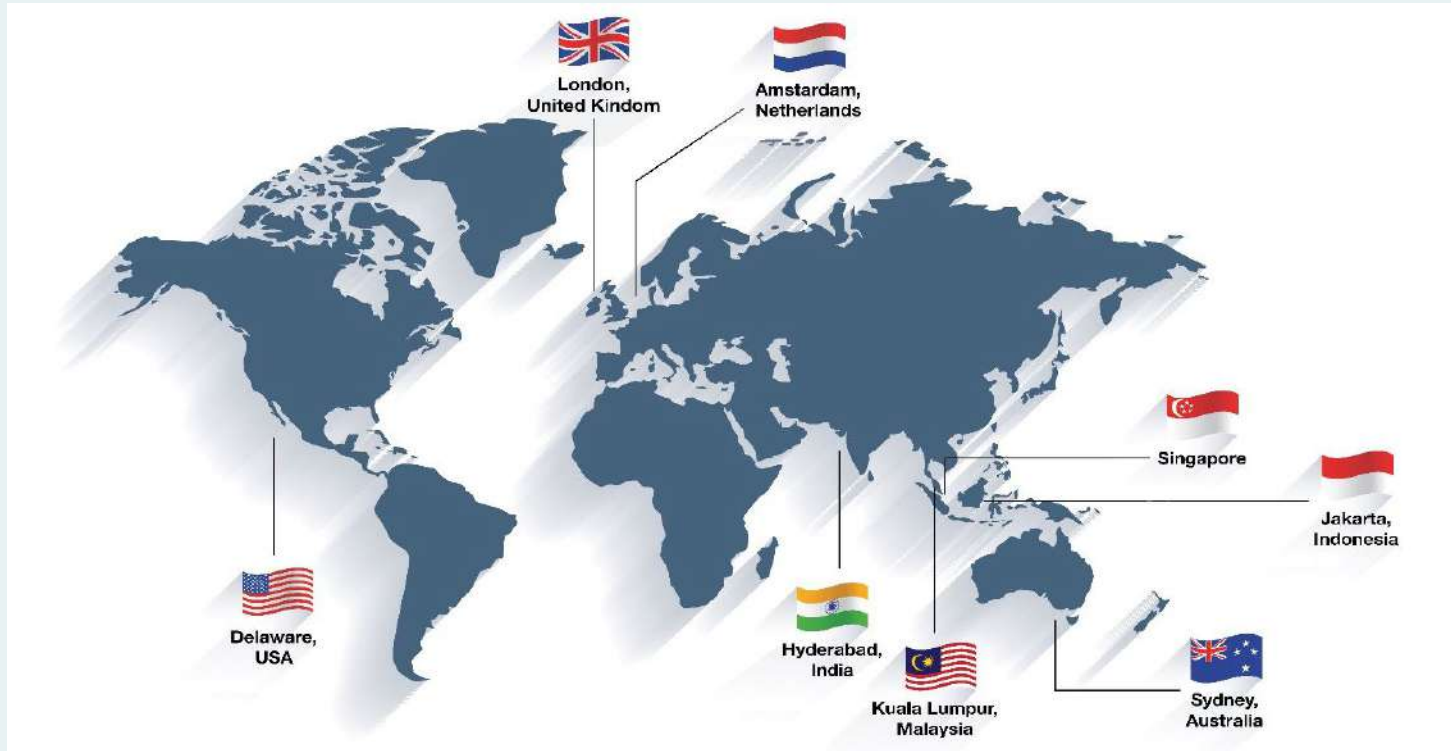 London,
United Kindom
Amstardam,
Netherlands
Singapore
Jakarta,
Indonesia
Delaware,
USA
Hyderabad,
India
Kuala Lumpur,
Malaysia
Sydney,
Australia